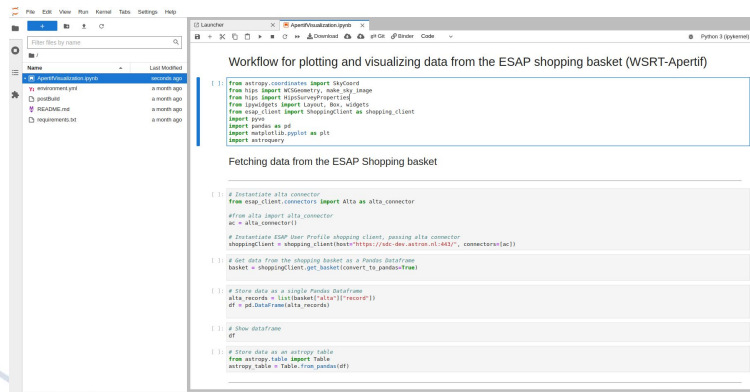 File Edit View Run Kernel Tabs Settings Help
Filter files by name
/
Name Last Modified
ApertifVisualization.ipynb seconds ago
environment.yml a month ago
postBuild a month ago
README.md a month ago
requirements.txt a month ago
Launcher
ApertifVisualization.ipynb
Download Git Binder Code Python 3 (ipykernel)
Workflow for plotting and visualizing data from the ESAP shopping basket (WSRT-Apertif)
[ ]: from astropy.coordinates import SkyCoord
from hips import WCSGeometry, make_sky_image
from hips import HipsSurveyProperties
from ipywidgets import Layout, Box, widgets
from esap_client import ShoppingClient as shopping_client
import pyvo
import pandas as pd
import matplotlib.pyplot as plt
import astroquery
Fetching data from the ESAP Shopping basket
[ ]: # Instantiate alta connector
from esap_client.connectors import Alta as alta_connector
#from alta import alta_connector
ac = alta_connector()
# Instantiate ESAP User Profile shopping client, passing alta connector
shoppingClient = shopping_client(host="https://sdc-dev.astron.nl:443/", connectors=[ac])
[ ]: # Get data from the shopping basket as a Pandas Dataframe
basket = shoppingClient.get_basket(convert_to_pandas=True)
[ ]: # Store data as a single Pandas Dataframe
alta_records = list(basket["alta"]["record"])
df = pd.DataFrame(alta_records)
[ ]: # Show dataframe
df
[ ]: # Store data as an astropy table
from astropy.table import Table
astropy_table = Table.from_pandas(df)